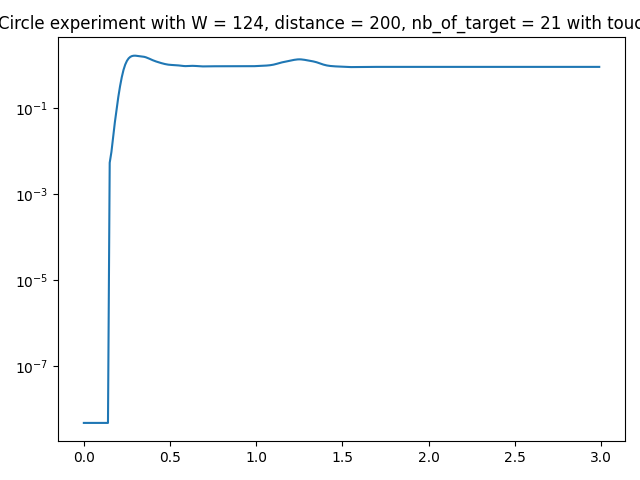 Circle experiment with W = 124, distance = 200, nb_of_target = 21 with touc
10⁻¹
10⁻³
10⁻⁵
10⁻⁷
0.0 0.5 1.0 1.5 2.0 2.5 3.0